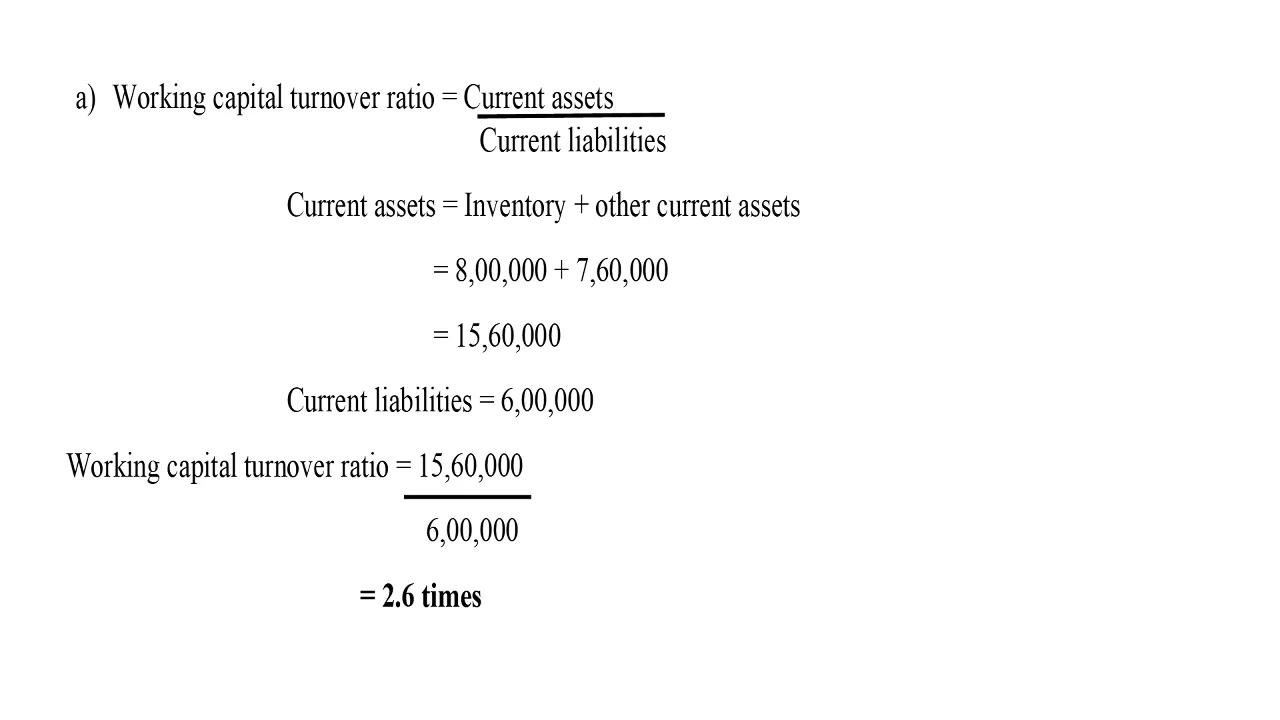 a) Working capital turnover ratio = Current assets
Current liabilities
Current assets = Inventory + other current assets
= 8,00,000 + 7,60,000
= 15,60,000
Current liabilities = 6,00,000
Working capital turnover ratio = 15,60,000
6,00,000
= 2.6 times